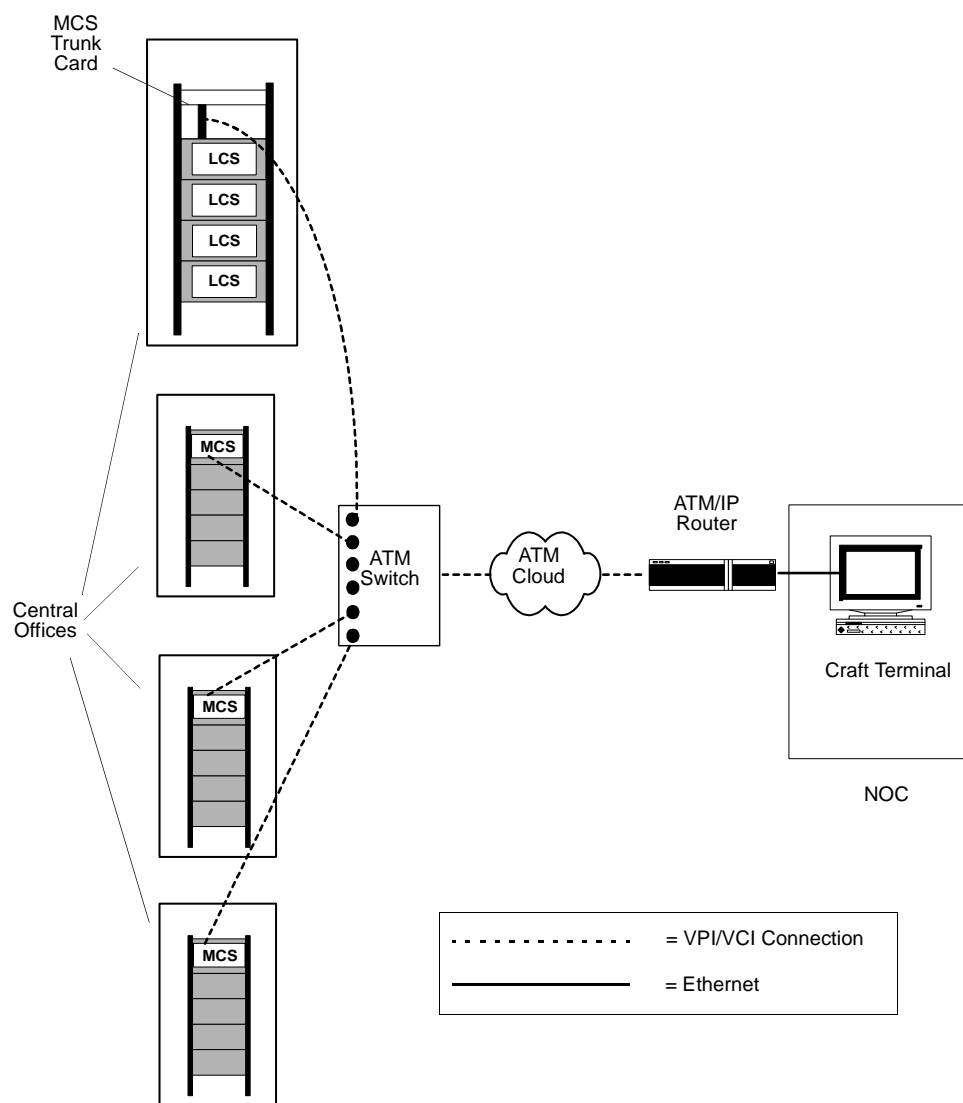 MCS
Trunk
Card
LCS
LCS
LCS
LCS
MCS
ATM/IP
Router
ATM
Switch
ATM
Cloud
Central
Offices
Craft Terminal
MCS
NOC
= VPI/VCI Connection
MCS
= Ethernet